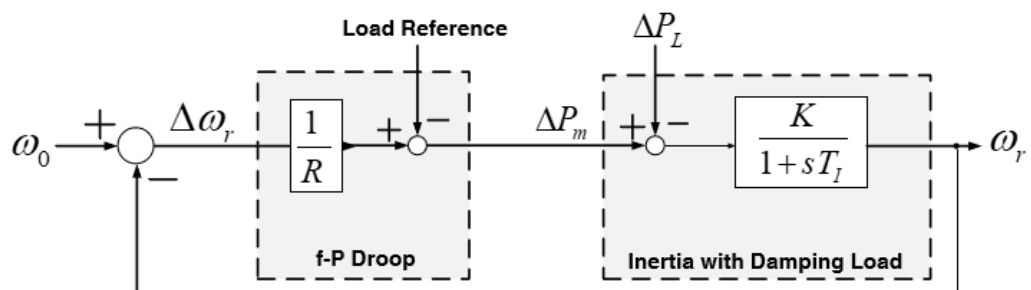 Load Reference
ΔP_L
ω_0
+
−
Δω_r
1
R
+
−
ΔP_m
+
−
K
1+sT_I
ω_r
f-P Droop
Inertia with Damping Load